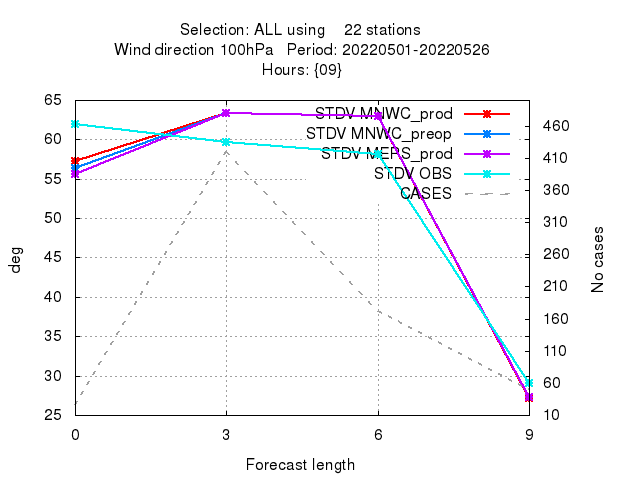 Selection: ALL using 22 stations
Wind direction 100hPa Period: 20220501-20220526
Hours: {09}
STDV MNWC_prod
STDV MNWC_preop
STDV MEPS_prod
STDV OBS
CASES
65
60
55
50
45
40
35
30
25
460
410
360
310
260
210
160
110
60
10
deg
No cases
0 3 6 9
Forecast length